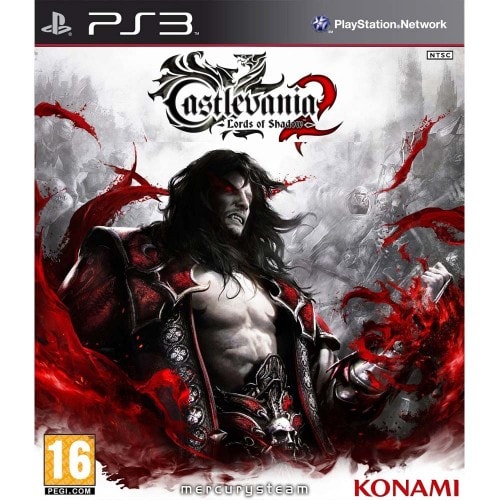 PS3
PlayStation®Network
NTSC
Castlevania 2
Lords of Shadow
16
PEGI.COM
mercurysteam
KONAMI